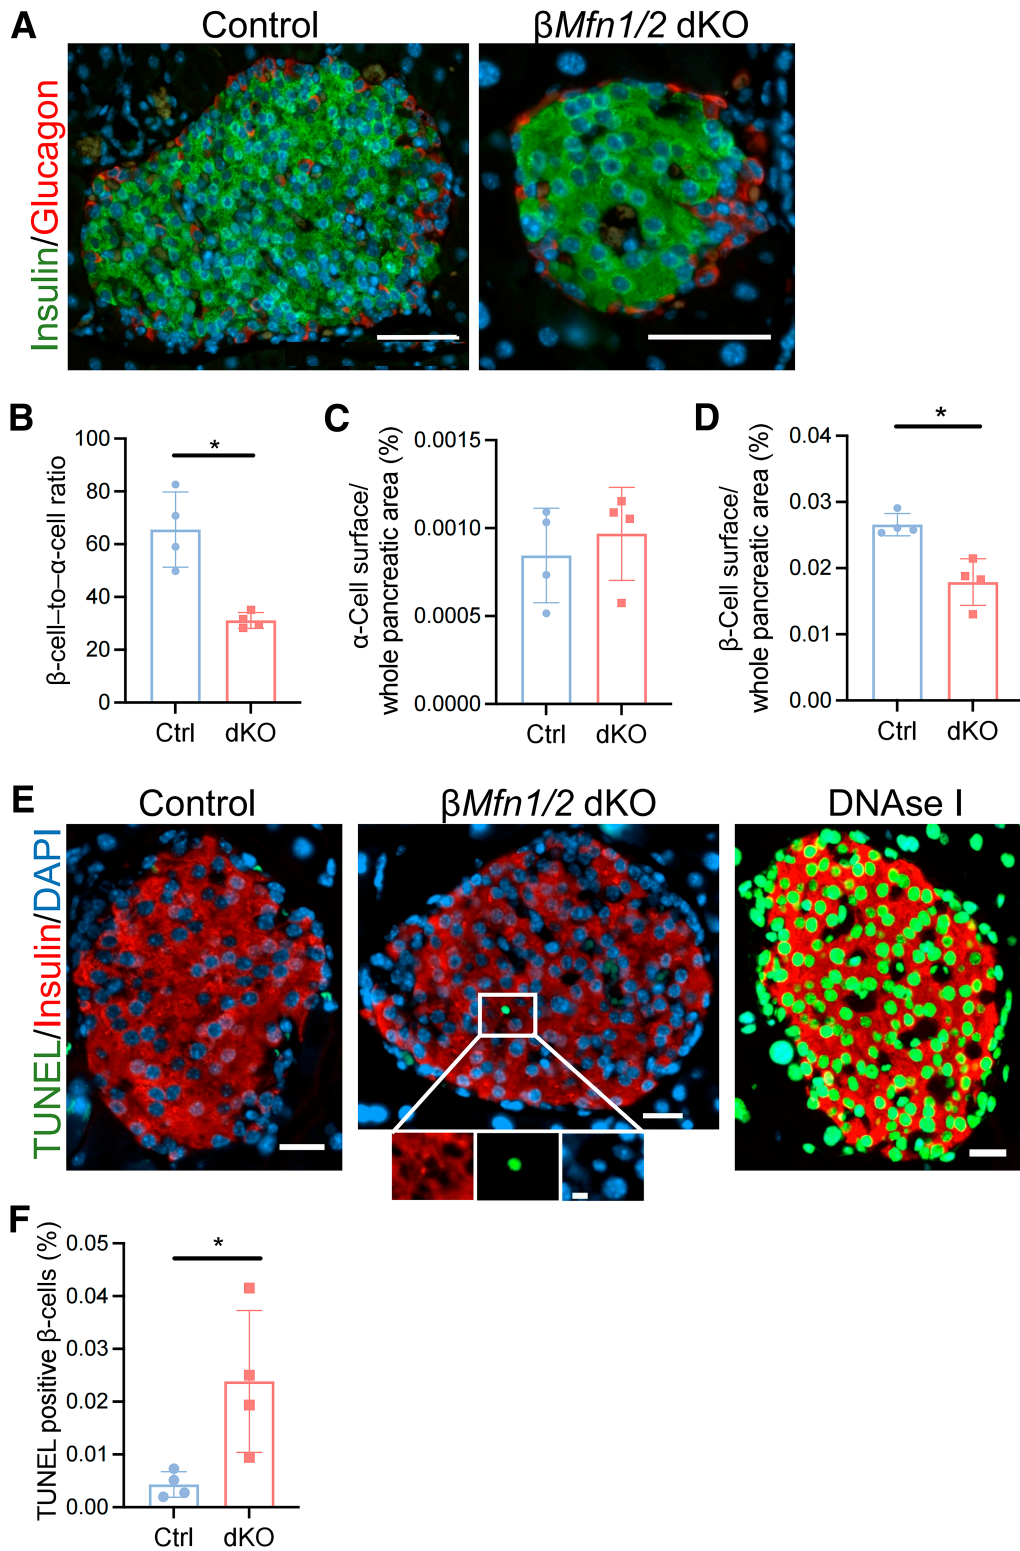 A
Control
βMfn1/2 dKO
Insulin/Glucagon
B
β-cell–to–α-cell ratio
100
80
60
40
20
0
*
Ctrl
dKO
C
α-Cell surface/
whole pancreatic area (%)
0.0015
0.0010
0.0005
0.0000
Ctrl
dKO
D
β-Cell surface/
whole pancreatic area (%)
0.04
0.03
0.02
0.01
0.00
*
Ctrl
dKO
E
Control
βMfn1/2 dKO
DNAse I
TUNEL/Insulin/DAPI
F
TUNEL positive β-cells (%)
0.05
0.04
0.03
0.02
0.01
0.00
*
Ctrl
dKO